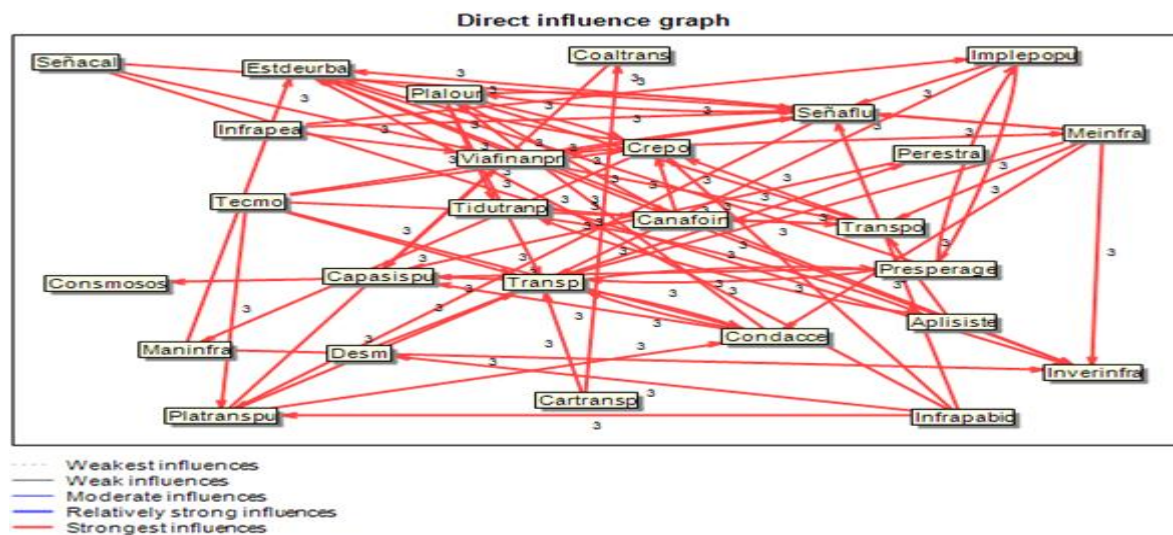 Direct influence graph
Señacal
Estdeurba
Coaltrans
Implepopu
Plalour
Señaflu
Infrapea
Meinfra
Crepo
Viafinanpr
Perestra
Tecmo
Tidutranp
Canafoin
Transpo
Consmosos
Capasispu
Transp
Presperage
Aplisiste
Condacce
Maninfra
Desm
Inverinfra
Cartransp
Platranspu
Infrapabic
3
Weakest influences
Weak influences
Moderate influences
Relatively strong influences
Strongest influences